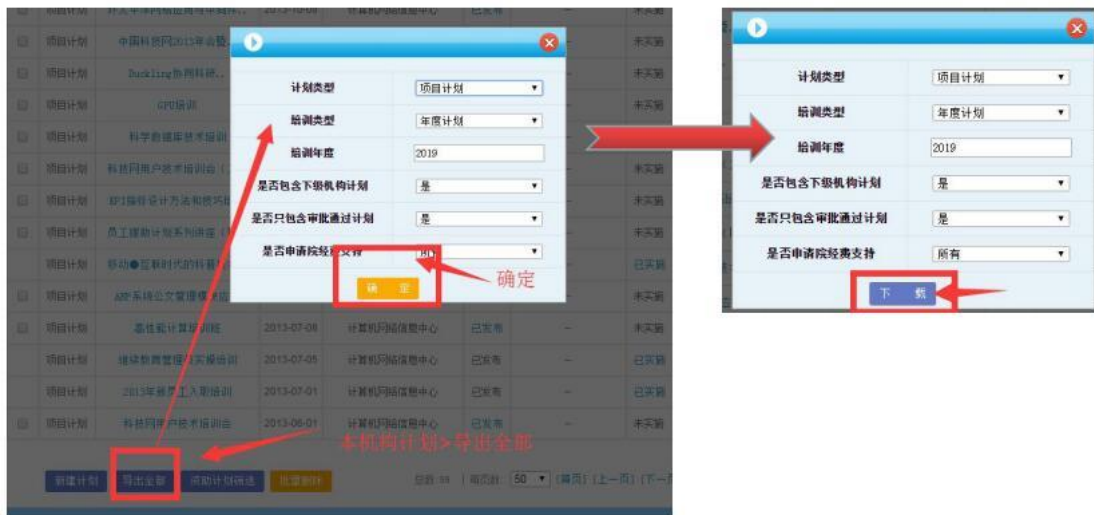 项目计划 中国科技网2013年会暨.. 未实施
项目计划 Duckling协同科研.. 未实施
项目计划 GPU培训 未实施
项目计划 科学数据库技术培训 未实施
项目计划 科技网用户技术培训会 未实施
项目计划 未实施
项目计划 员工援助计划系列讲座 未实施
项目计划 移动●互联时代的科普 已实施
项目计划 ARP系统公文管理 未实施
项目计划 高性能计算培训班 2013-07-08 计算机网络信息中心 已发布 -- 未实施
项目计划 继续教育管理 实操培训 2013-07-05 计算机网络信息中心 已发布 -- 已实施
项目计划 2013年新员工入职培训 2013-07-01 计算机网络信息中心 已发布 -- 已实施
项目计划 科技网用户技术培训会 2013-06-01 计算机网络信息中心 已发布 -- 未实施
计划类型 项目计划
培训类型 年度计划
培训年度 2019
是否包含下级机构计划 是
是否只包含审批通过计划 是
是否申请院经费支持 所有
确 定
确定
本机构计划>导出全部
新建计划 导出全部 资助计划筛选 批量删除
总数 | 每页数: 50 [首页] [上一页] [下一页
计划类型 项目计划
培训类型 年度计划
培训年度 2019
是否包含下级机构计划 是
是否只包含审批通过计划 是
是否申请院经费支持 所有
下 载